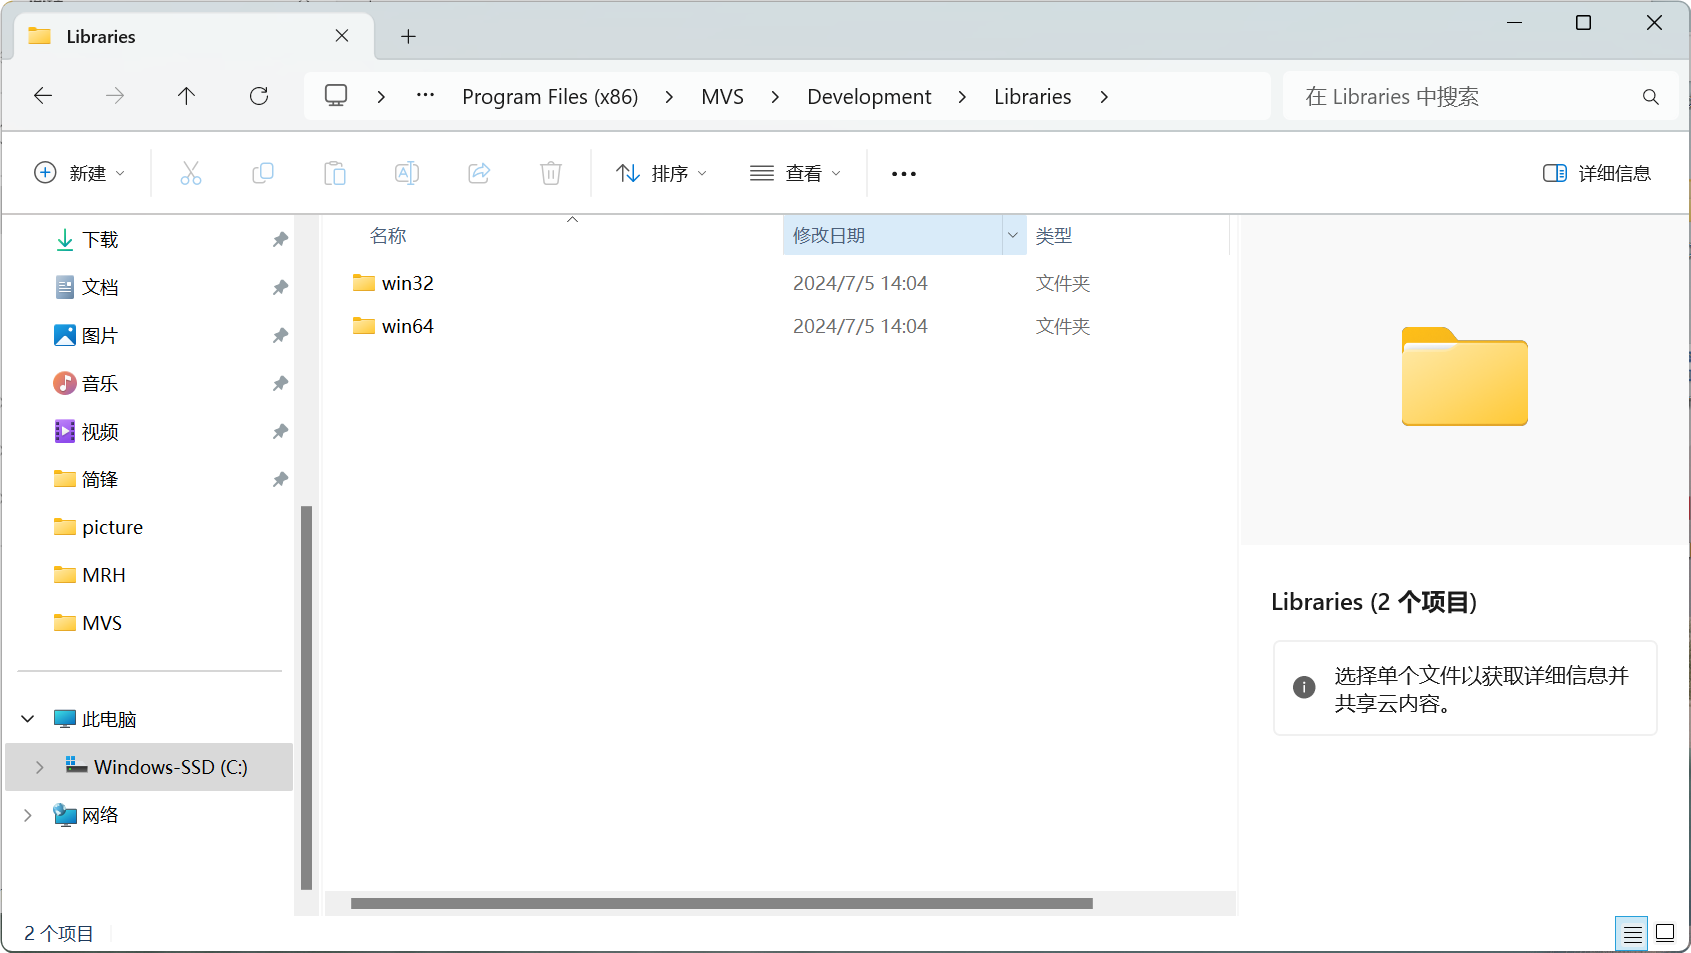 Libraries
Program Files (x86) MVS Development Libraries
在 Libraries 中搜索
新建 排序 查看 ••• 详细信息
下载
文档
图片
音乐
视频
简锋
picture
MRH
MVS
此电脑
Windows-SSD (C:)
网络
名称 修改日期 类型
win32 2024/7/5 14:04 文件夹
win64 2024/7/5 14:04 文件夹
Libraries (2 个项目)
选择单个文件以获取详细信息并
共享云内容。
2 个项目